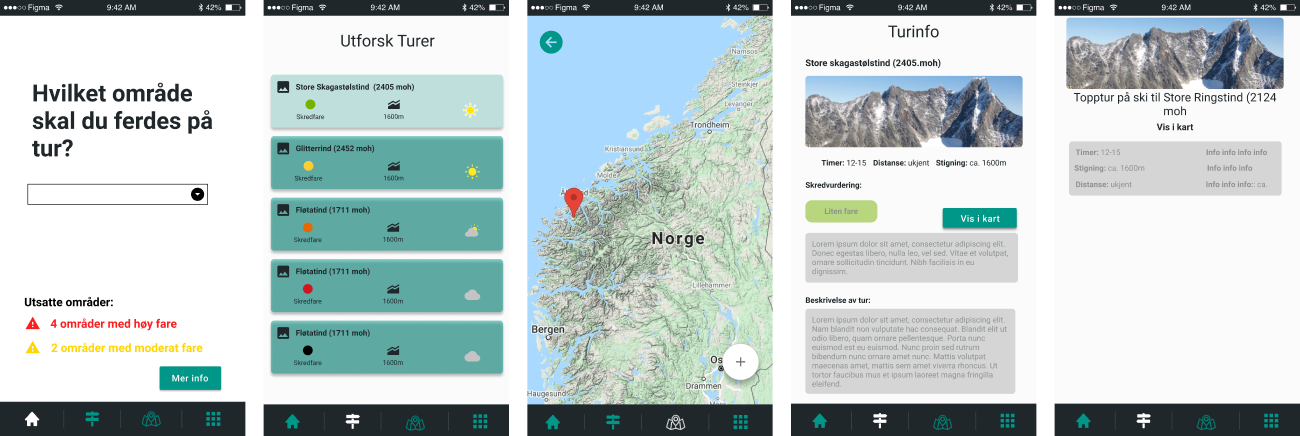 ●●●○○ Figma 9:42 AM 42%
Hvilket område
skal du ferdes på
tur?
Utsatte områder:
4 områder med høy fare
2 områder med moderat fare
Mer info
●●●○○ Figma 9:42 AM 42%
Utforsk Turer
Store Skagastølstind (2405 moh)
Skredfare 1600m
Glitterrind (2452 moh)
Skredfare 1600m
Fløtatind (1711 moh)
Skredfare 1600m
Fløtatind (1711 moh)
Skredfare 1600m
Fløtatind (1711 moh)
Skredfare 1600m
●●●○○ Figma 9:42 AM 42%
Namsos
Steinkjer
Levanger
Trondheim
Kristiansund
Molde
Norge
Lillehammer
Bergen
Drammen
Haugesund
●●●○○ Figma 9:42 AM 42%
Turinfo
Store skagastølstind (2405.moh)
Timer: 12-15 Distanse: ukjent Stigning: ca. 1600m
Skredvurdering:
Liten fare
Vis i kart
Lorem ipsum dolor sit amet, consectetur adipiscing elit.
Donec egestas libero, nulla leo, vel sed. Vitae et volutpat,
ornare sollicitudin tincidunt. Nibh facilisis in eu
dignissim.
Beskrivelse av tur:
Lorem ipsum dolor sit amet, consectetur adipiscing elit.
Nam blandit non vulputate hac consequat. Blandit elit ut
odio libero, quam ornare pellentesque. Porta nunc
euismod est eu euismod. Nunc proin sed rutrum
bibendum nunc ornare amet nunc. Mattis volutpat
maecenas amet, mattis sem amet viverra rhoncus. Ut
tortor faucibus mus et ipsum laoreet magna fringilla
eleifend.
●●●○○ Figma 9:42 AM 42%
Topptur på ski til Store Ringstind (2124
moh
Vis i kart
Timer: 12-15 Info info info info
Stigning: ca. 1600m Info info info
Distanse: ukjent Info info info:: ca.